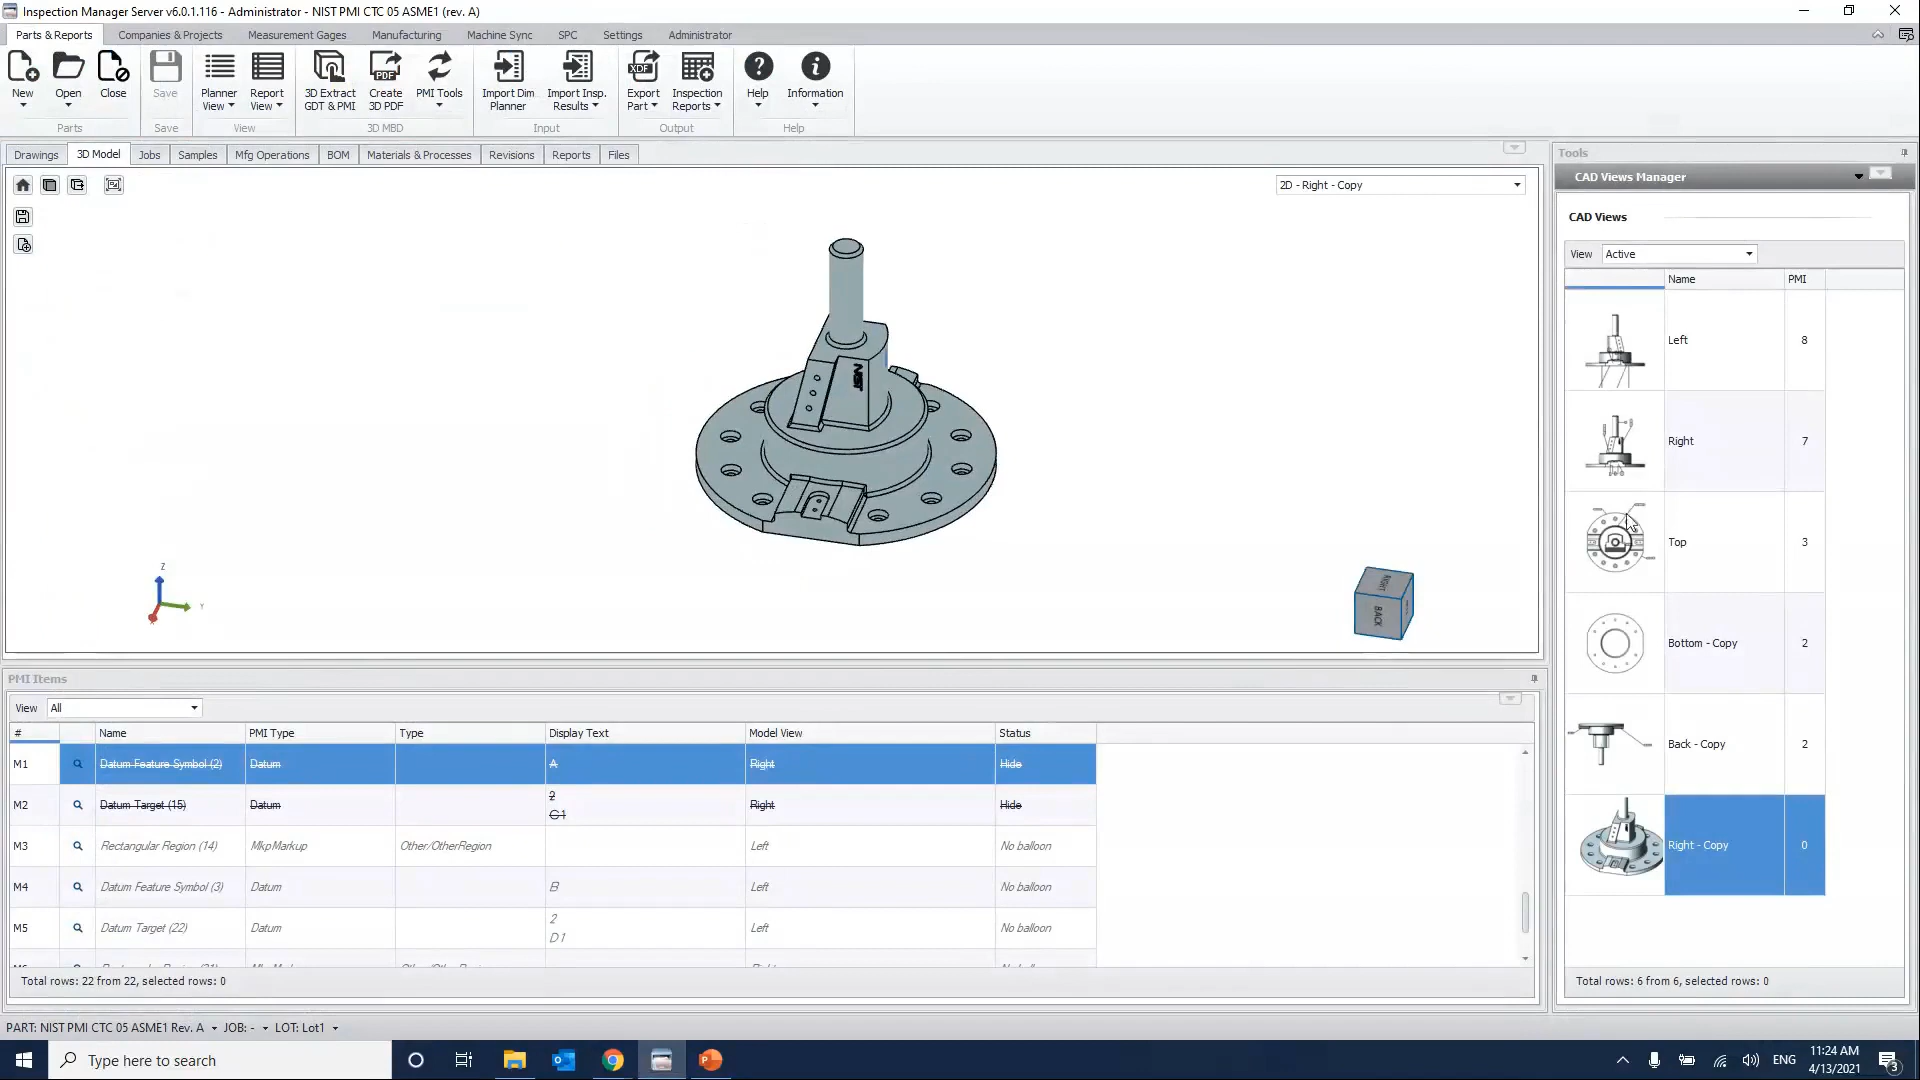 Inspection Manager Server v6.0.1.116 - Administrator - NIST PMI CTC 05 ASME1 (rev. A)
Parts & Reports
Companies & Projects
Measurement Gages
Manufacturing
Machine Sync
SPC
Settings
Administrator
New
Open
Close
Save
Planner View
Report View
3D Extract GDT & PMI
Create 3D PDF
PMI Tools
Import Dim Planner
Import Insp. Results
Export Part
Inspection Reports
Help
Information
Parts
Save
View
3D MBD
Input
Output
Help
Drawings
3D Model
Jobs
Samples
Mfg Operations
BOM
Materials & Processes
Revisions
Reports
Files
2D - Right - Copy
NIST
Z
Y
RIGHT
BACK
Tools
CAD Views Manager
CAD Views
View Active
Name PMI
Left 8
Right 7
Top 3
Bottom - Copy 2
Back - Copy 2
Right - Copy 0
Total rows: 6 from 6, selected rows: 0
PMI Items
View All
# Name PMI Type Type Display Text Model View Status
M1 Datum Feature Symbol (2) Datum A Right Hide
M2 Datum Target (15) Datum 2 C1 Right Hide
M3 Rectangular Region (14) MkpMarkup Other/OtherRegion Left No balloon
M4 Datum Feature Symbol (3) Datum B Left No balloon
M5 Datum Target (22) Datum 2 D1 Left No balloon
Total rows: 22 from 22, selected rows: 0
PART: NIST PMI CTC 05 ASME1 Rev. A JOB: - LOT: Lot1
Type here to search
ENG
11:24 AM
4/13/2021
3